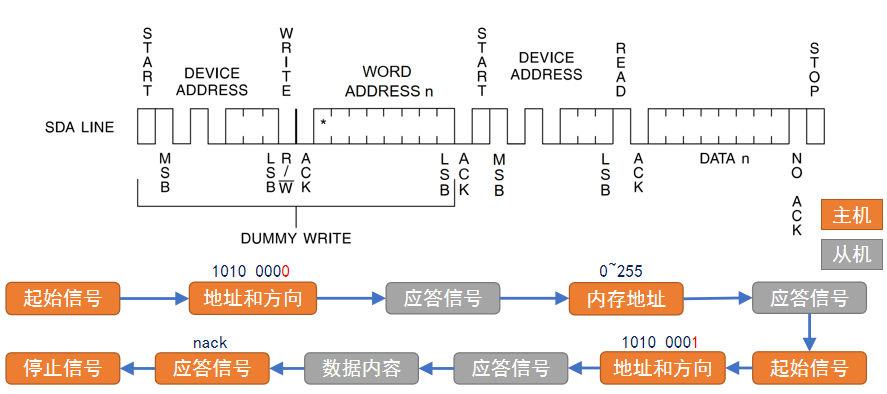 START
WRITE
START
READ
STOP
DEVICE
ADDRESS
WORD
ADDRESS n
DEVICE
ADDRESS
SDA LINE
*
MSB
LSB
R/W
ACK
LSB
ACK
MSB
LSB
ACK
DATA n
NO ACK
DUMMY WRITE
主机
从机
1010 0000
0~255
起始信号
地址和方向
应答信号
内存地址
应答信号
nack
1010 0001
停止信号
应答信号
数据内容
应答信号
地址和方向
起始信号